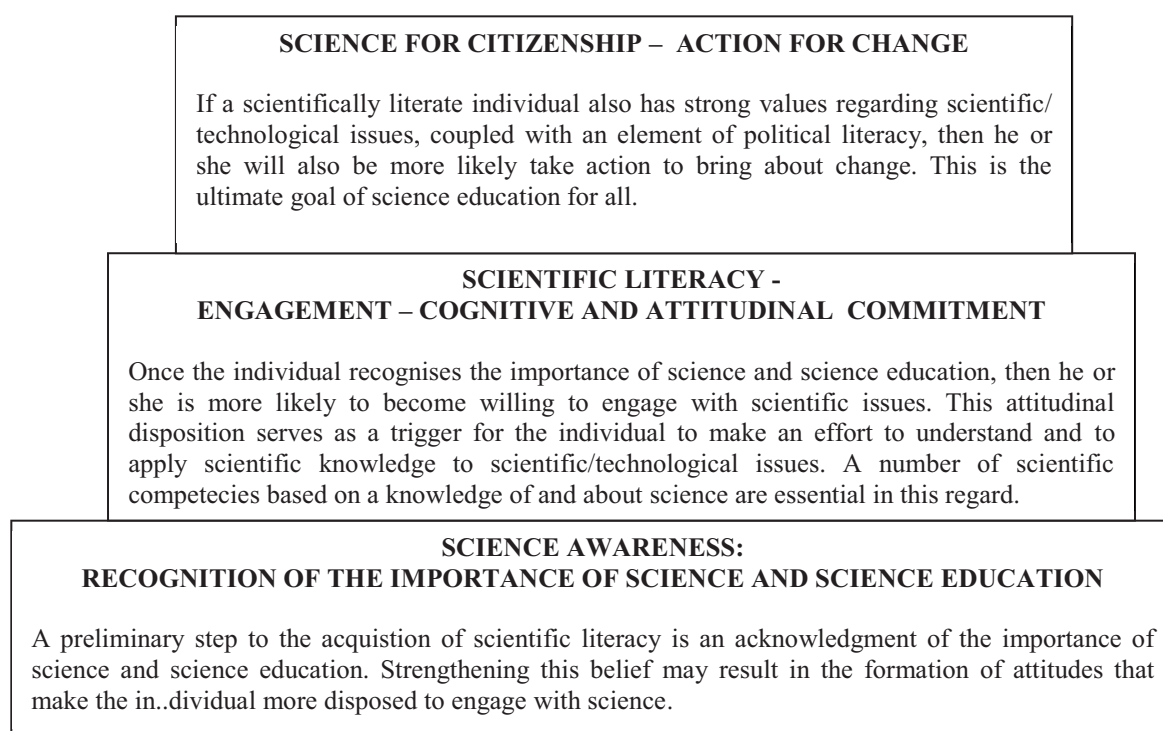 SCIENCE FOR CITIZENSHIP – ACTION FOR CHANGE
If a scientifically literate individual also has strong values regarding scientific/
technological issues, coupled with an element of political literacy, then he or
she will also be more likely take action to bring about change. This is the
ultimate goal of science education for all.
SCIENTIFIC LITERACY -
ENGAGEMENT – COGNITIVE AND ATTITUDINAL COMMITMENT
Once the individual recognises the importance of science and science education, then he or
she is more likely to become willing to engage with scientific issues. This attitudinal
disposition serves as a trigger for the individual to make an effort to understand and to
apply scientific knowledge to scientific/technological issues. A number of scientific
competecies based on a knowledge of and about science are essential in this regard.
SCIENCE AWARENESS:
RECOGNITION OF THE IMPORTANCE OF SCIENCE AND SCIENCE EDUCATION
A preliminary step to the acquistion of scientific literacy is an acknowledgment of the importance of
science and science education. Strengthening this belief may result in the formation of attitudes that
make the in..dividual more disposed to engage with science.